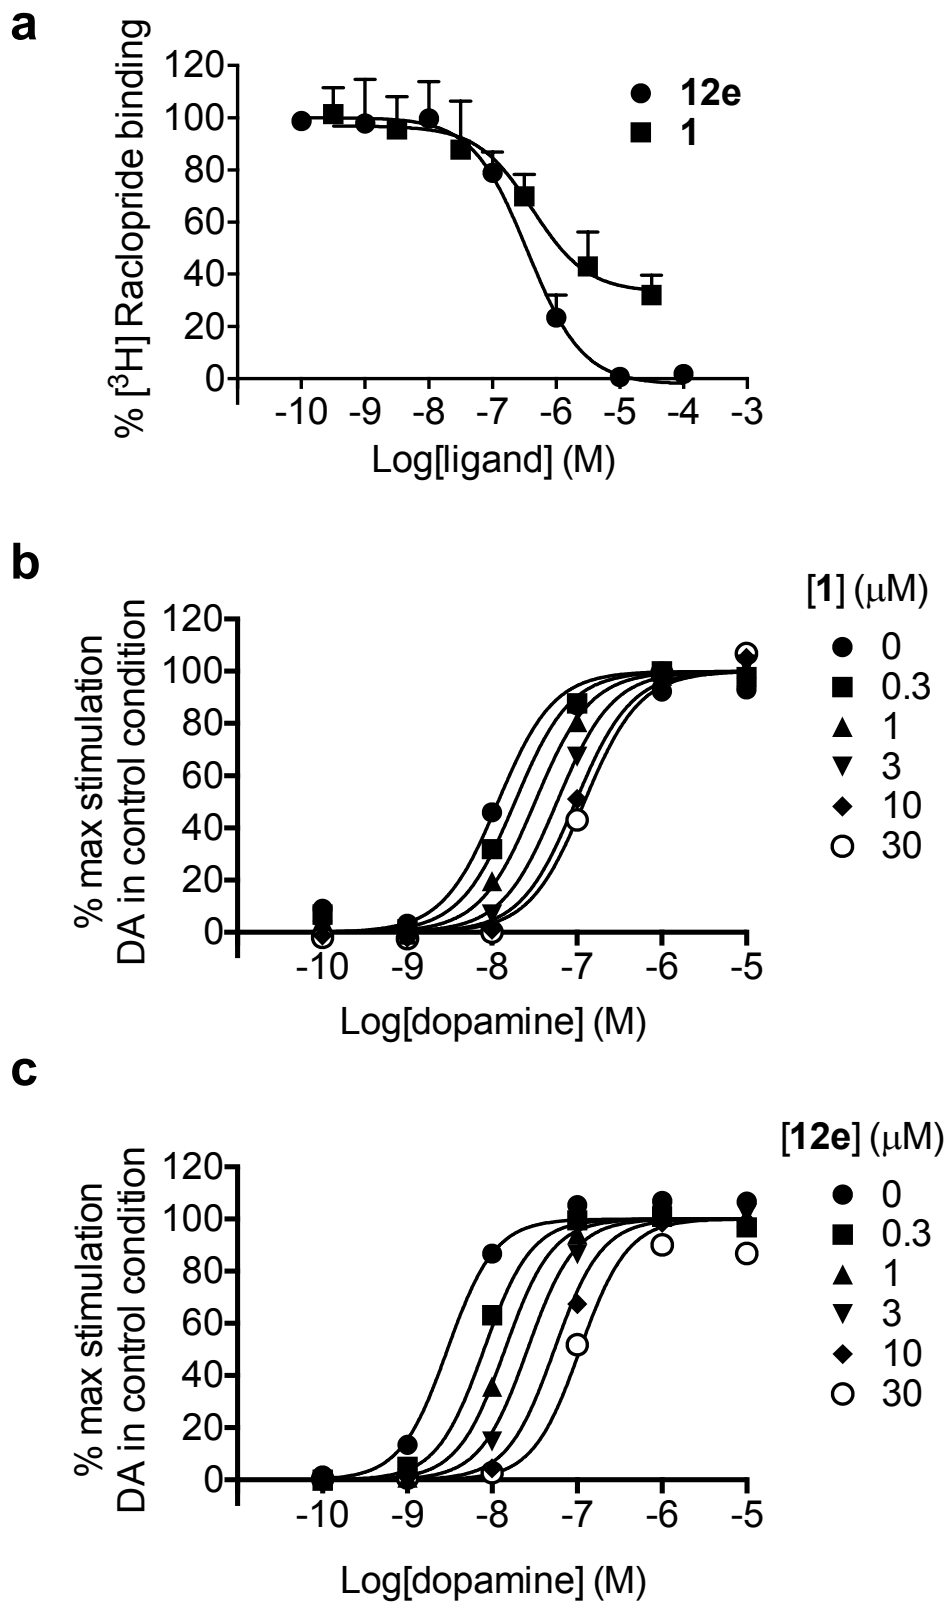 a
% [³H] Raclopride binding
120
100
80
60
40
20
0
-10 -9 -8 -7 -6 -5 -4 -3
Log[ligand] (M)
12e
1
b
% max stimulation
DA in control condition
120
100
80
60
40
20
0
-10 -9 -8 -7 -6 -5
Log[dopamine] (M)
[1] (μM)
0
0.3
1
3
10
30
c
% max stimulation
DA in control condition
120
100
80
60
40
20
0
-10 -9 -8 -7 -6 -5
Log[dopamine] (M)
[12e] (μM)
0
0.3
1
3
10
30